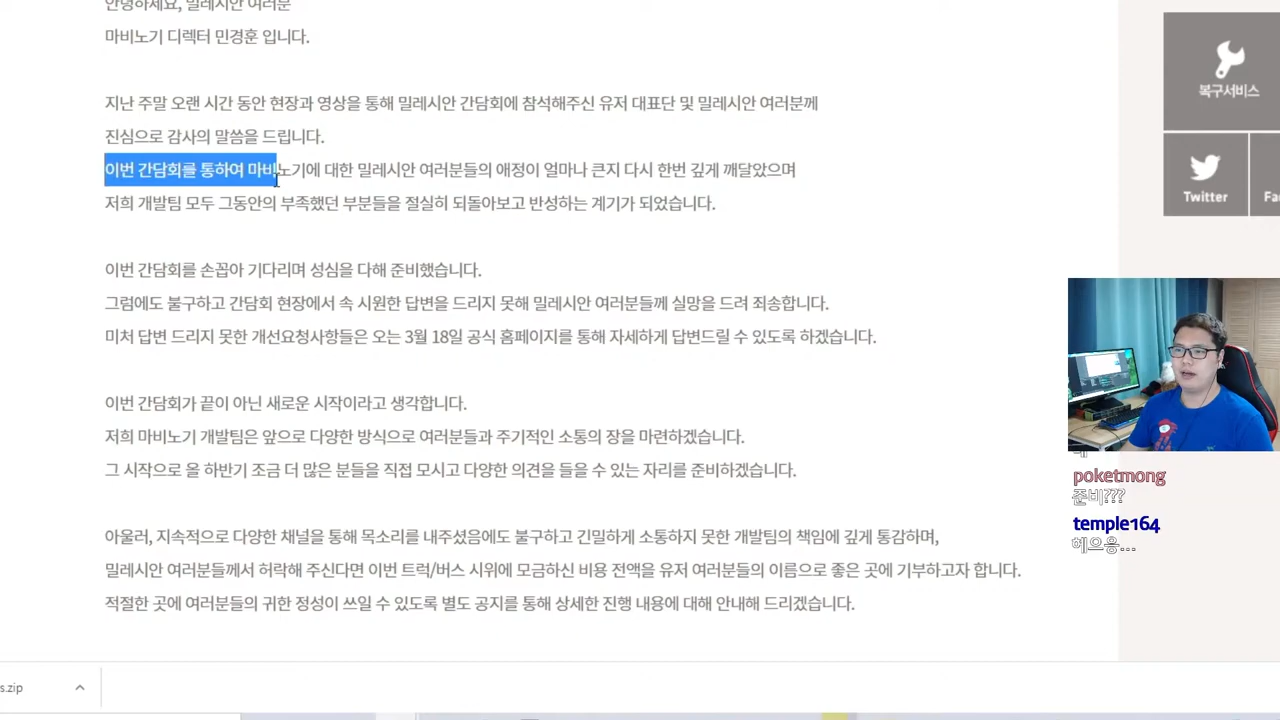 안녕하세요, 밀레시안 여러분
마비노기 디렉터 민경훈 입니다.
지난 주말 오랜 시간 동안 현장과 영상을 통해 밀레시안 간담회에 참석해주신 유저 대표단 및 밀레시안 여러분께
진심으로 감사의 말씀을 드립니다.
이번 간담회를 통하여 마비노기에 대한 밀레시안 여러분들의 애정이 얼마나 큰지 다시 한번 깊게 깨달았으며
저희 개발팀 모두 그동안의 부족했던 부분들을 절실히 되돌아보고 반성하는 계기가 되었습니다.
이번 간담회를 손꼽아 기다리며 성심을 다해 준비했습니다.
그럼에도 불구하고 간담회 현장에서 속 시원한 답변을 드리지 못해 밀레시안 여러분들께 실망을 드려 죄송합니다.
미처 답변 드리지 못한 개선요청사항들은 오는 3월 18일 공식 홈페이지를 통해 자세하게 답변드릴 수 있도록 하겠습니다.
이번 간담회가 끝이 아닌 새로운 시작이라고 생각합니다.
저희 마비노기 개발팀은 앞으로 다양한 방식으로 여러분들과 주기적인 소통의 장을 마련하겠습니다.
그 시작으로 올 하반기 조금 더 많은 분들을 직접 모시고 다양한 의견을 들을 수 있는 자리를 준비하겠습니다.
아울러, 지속적으로 다양한 채널을 통해 목소리를 내주셨음에도 불구하고 긴밀하게 소통하지 못한 개발팀의 책임에 깊게 통감하며,
밀레시안 여러분들께서 허락해 주신다면 이번 트럭/버스 시위에 모금하신 비용 전액을 유저 여러분들의 이름으로 좋은 곳에 기부하고자 합니다.
적절한 곳에 여러분들의 귀한 정성이 쓰일 수 있도록 별도 공지를 통해 상세한 진행 내용에 대해 안내해 드리겠습니다.
복구서비스
Twitter
Fa
poketmong
준비???
temple164
헤으응...
s.zip